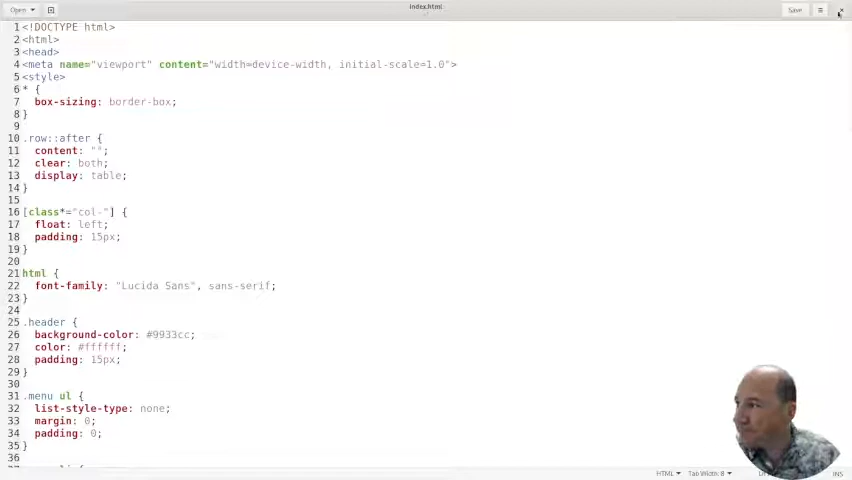 Open
index.html
Save
1 <!DOCTYPE html>
2 <html>
3 <head>
4 <meta name="viewport" content="width=device-width, initial-scale=1.0">
5 <style>
6 * {
7   box-sizing: border-box;
8 }
9
10 .row::after {
11   content: "";
12   clear: both;
13   display: table;
14 }
15
16 [class*="col-"] {
17   float: left;
18   padding: 15px;
19 }
20
21 html {
22   font-family: "Lucida Sans", sans-serif;
23 }
24
25 .header {
26   background-color: #9933cc;
27   color: #ffffff;
28   padding: 15px;
29 }
30
31 .menu ul {
32   list-style-type: none;
33   margin: 0;
34   padding: 0;
35 }
36
HTML Tab Width: 8 INS